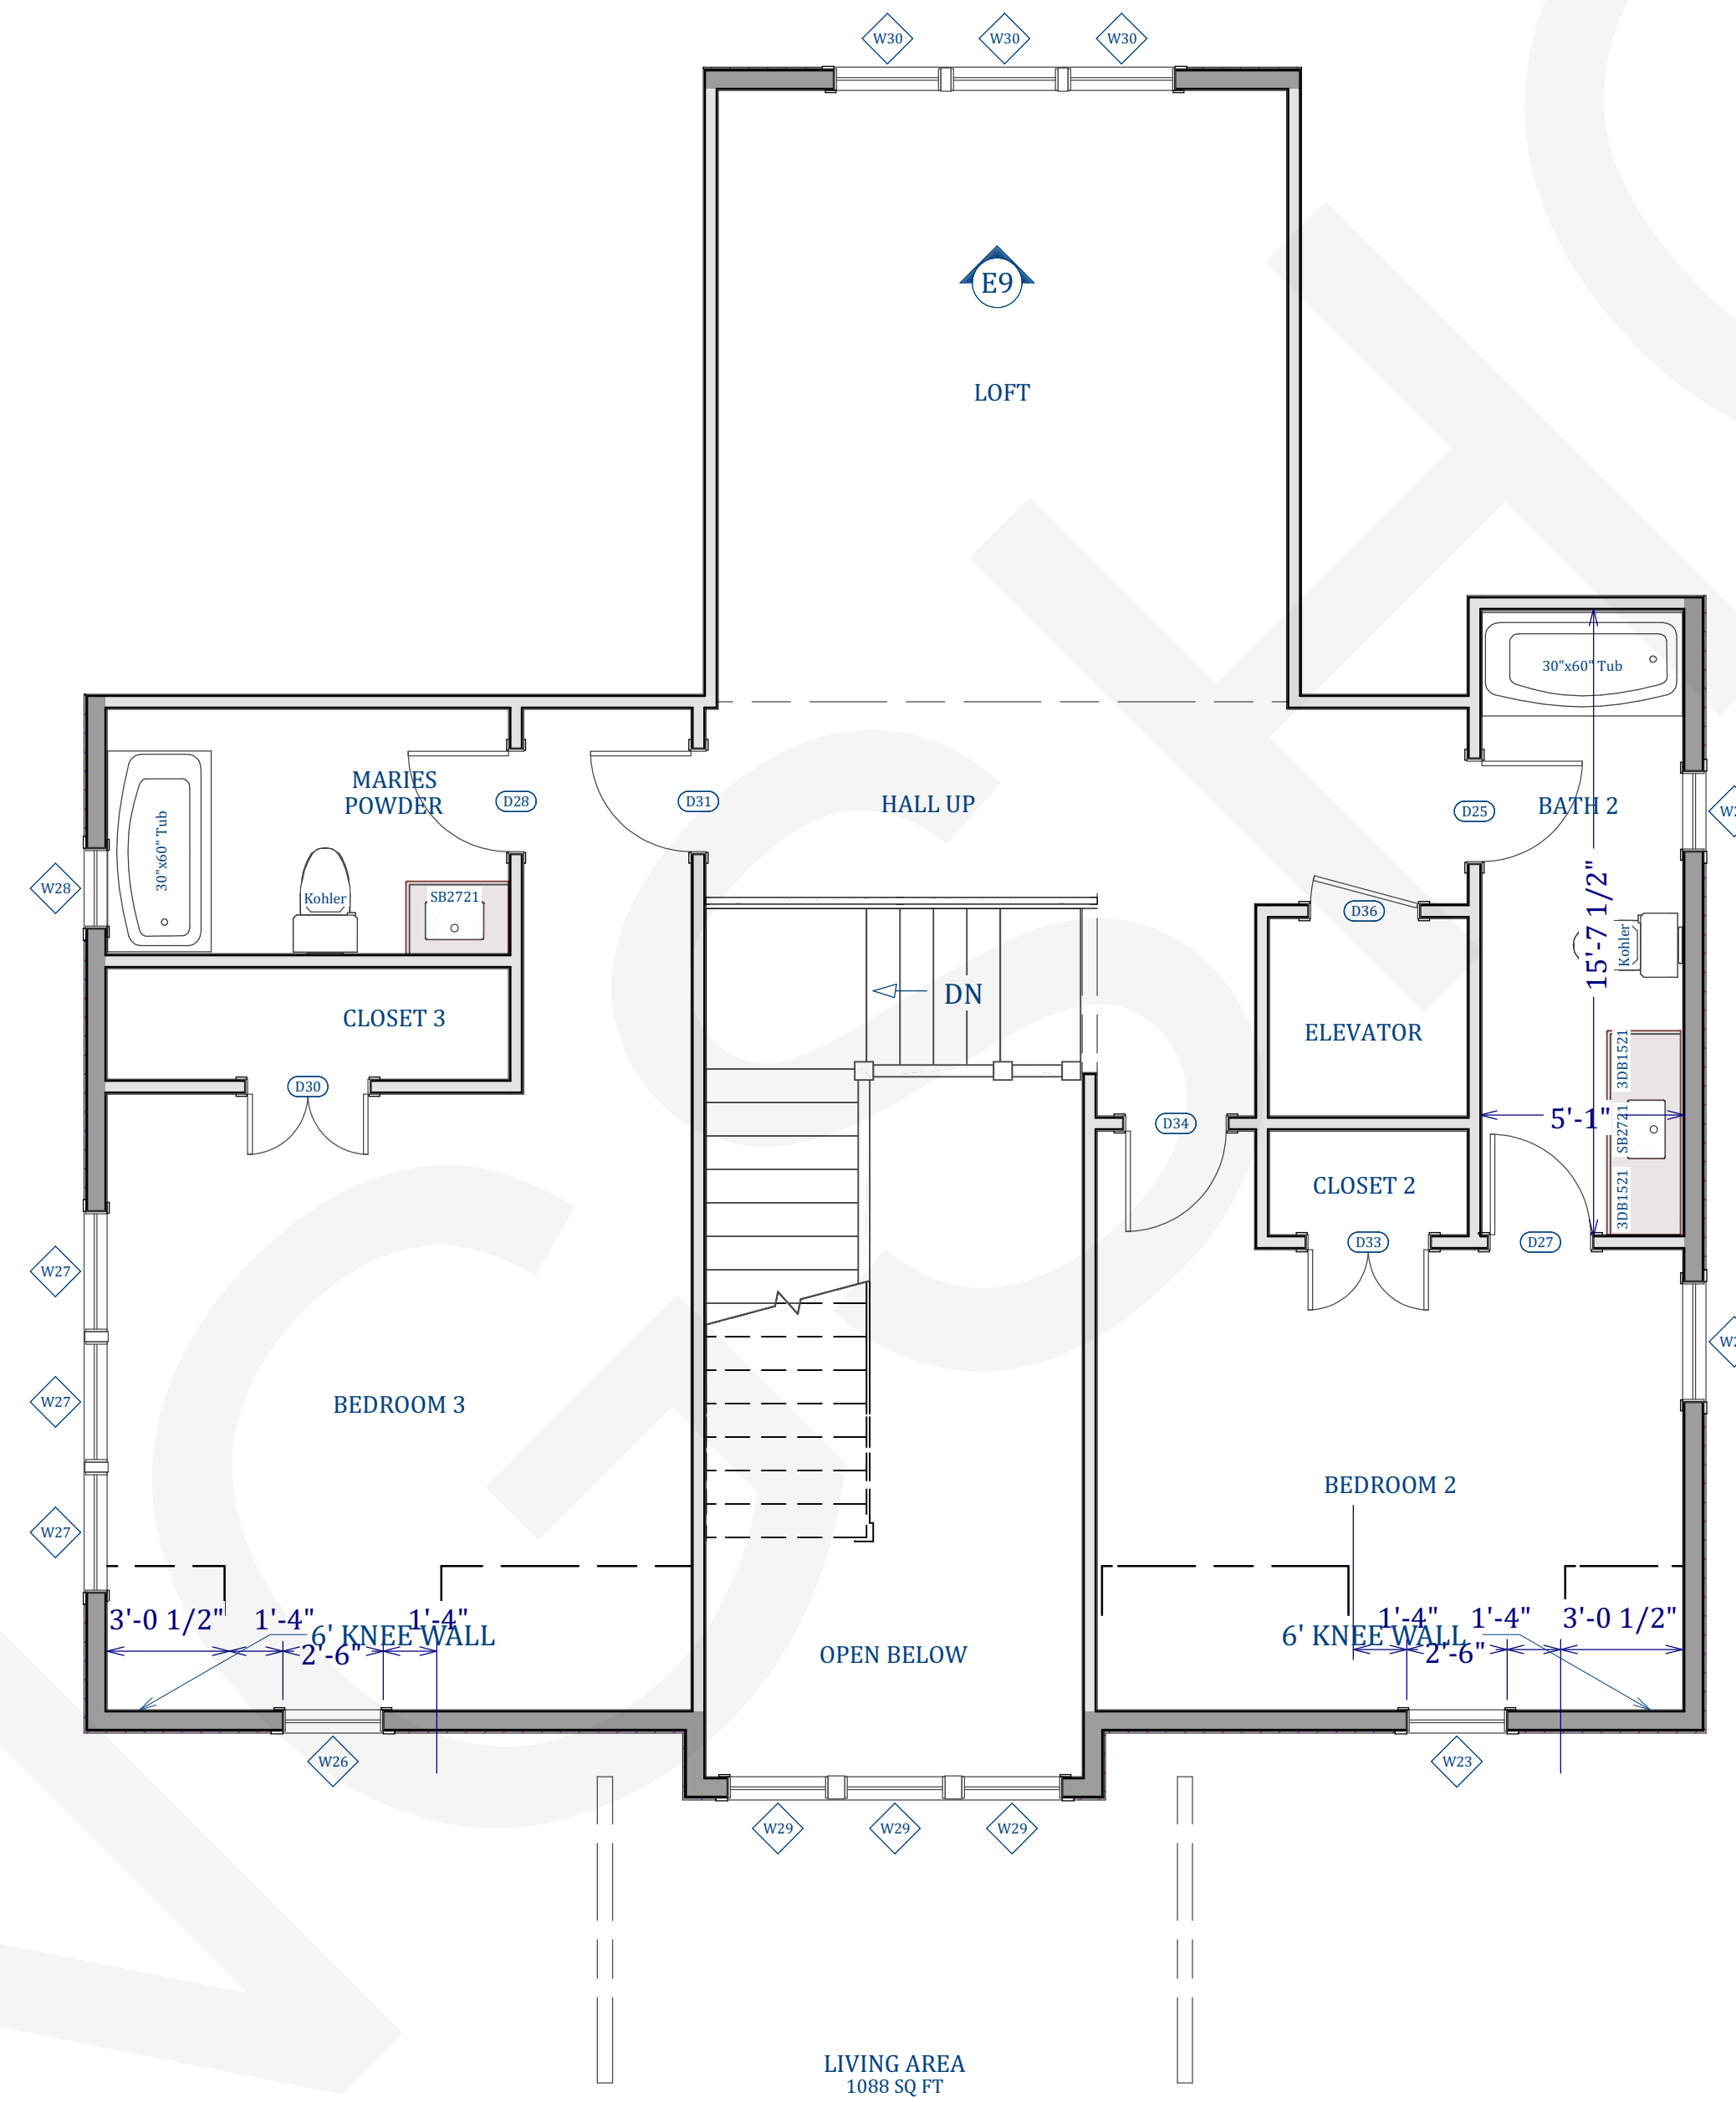 W30 W30 W30
E9
LOFT
30"x60" Tub
MARIES
POWDER
D28
D31
HALL UP
D25
BATH 2
30"x60" Tub
W28
Kohler
SB2721
D36
15'-7 1/2"
Kohler
DN
CLOSET 3
ELEVATOR
D30
3DB1521
5'-1"
SB2721
3DB1521
D34
CLOSET 2
D33
D27
W27
W27
BEDROOM 3
BEDROOM 2
W27
3'-0 1/2" 1'-4" 1'-4"
6' KNEE WALL
2'-6"
1'-4" 1'-4" 3'-0 1/2"
6' KNEE WALL
2'-6"
OPEN BELOW
W26
W23
W29 W29 W29
LIVING AREA
1088 SQ FT